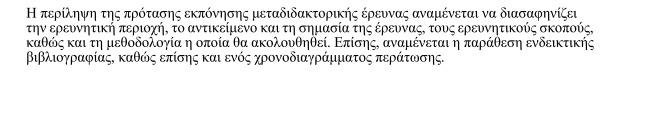 Η περίληψη της πρότασης εκπόνησης μεταδιδακτορικής έρευνας αναμένεται να διασαφηνίζει
την ερευνητική περιοχή, το αντικείμενο και τη σημασία της έρευνας, τους ερευνητικούς σκοπούς,
καθώς και τη μεθοδολογία η οποία θα ακολουθηθεί. Επίσης, αναμένεται η παράθεση ενδεικτικής
βιβλιογραφίας, καθώς επίσης και ενός χρονοδιαγράμματος περάτωσης.